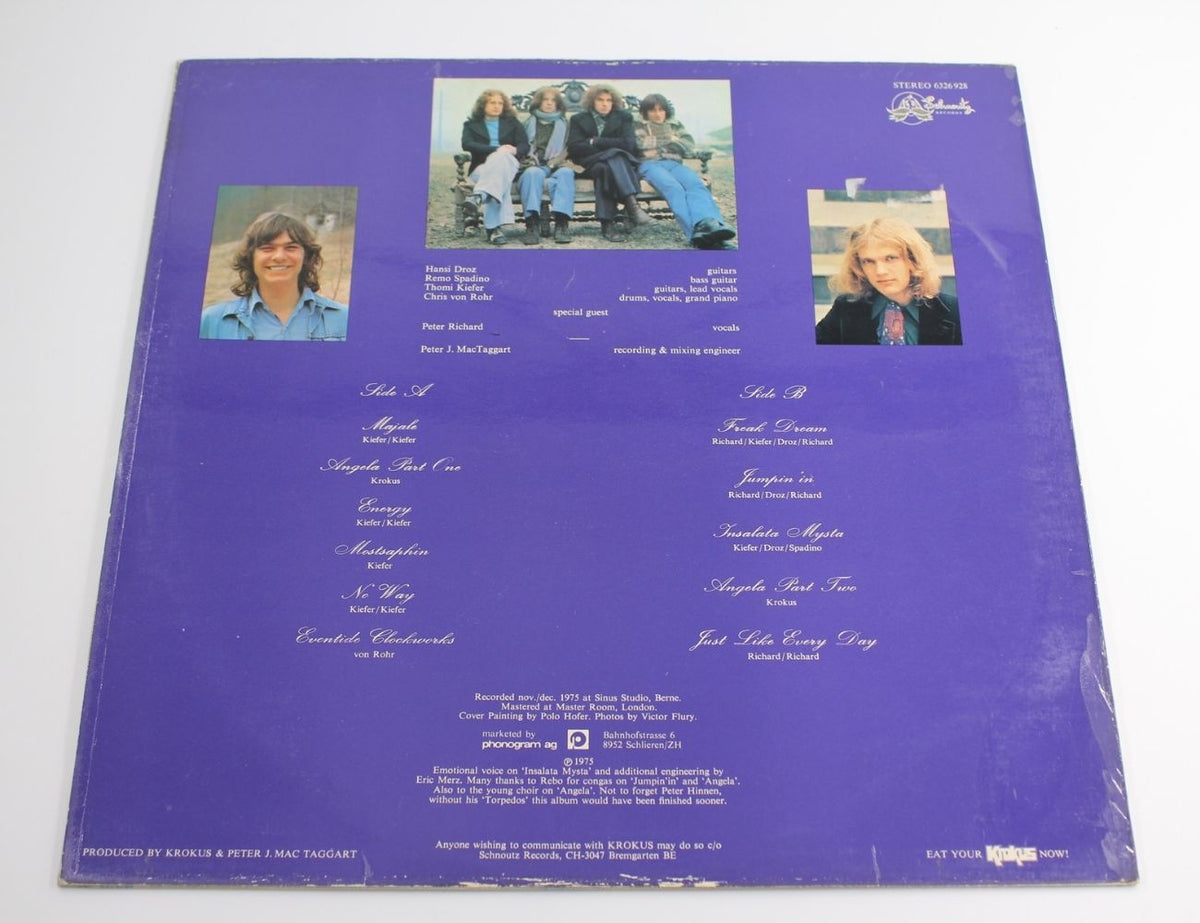 STEREO 6326 928
Schnoutz
RECORDS
Hansi Droz guitars
Remo Spadino bass guitar
Thomi Kiefer guitars, lead vocals
Chris von Rohr drums, vocals, grand piano
special guest
Peter Richard vocals
Peter J. MacTaggart recording & mixing engineer
Side A
Majale
Kiefer/Kiefer
Angela Part One
Krokus
Energy
Kiefer/Kiefer
Mostsaphin
Kiefer
No Way
Kiefer/Kiefer
Eventide Clockworks
von Rohr
Side B
Freak Dream
Richard/Kiefer/Droz/Richard
Jumpin'in
Richard/Droz/Richard
Insalata Mysta
Kiefer/Droz/Spadino
Angela Part Two
Krokus
Just Like Every Day
Richard/Richard
Recorded nov./dec. 1975 at Sinus Studio, Berne.
Mastered at Master Room, London.
Cover Painting by Polo Hofer. Photos by Victor Flury.
marketed by
phonogram ag
Bahnhofstrasse 6
8952 Schlieren/ZH
℗ 1975
Emotional voice on 'Insalata Mysta' and additional engineering by
Eric Merz. Many thanks to Rebo for congas on 'Jumpin'in' and 'Angela'.
Also to the young choir on 'Angela'. Not to forget Peter Hinnen,
without his 'Torpedos' this album would have been finished sooner.
PRODUCED BY KROKUS & PETER J. MAC TAGGART
Anyone wishing to communicate with KROKUS may do so c/o
Schnoutz Records, CH-3047 Bremgarten BE
EAT YOUR KROKUS NOW!